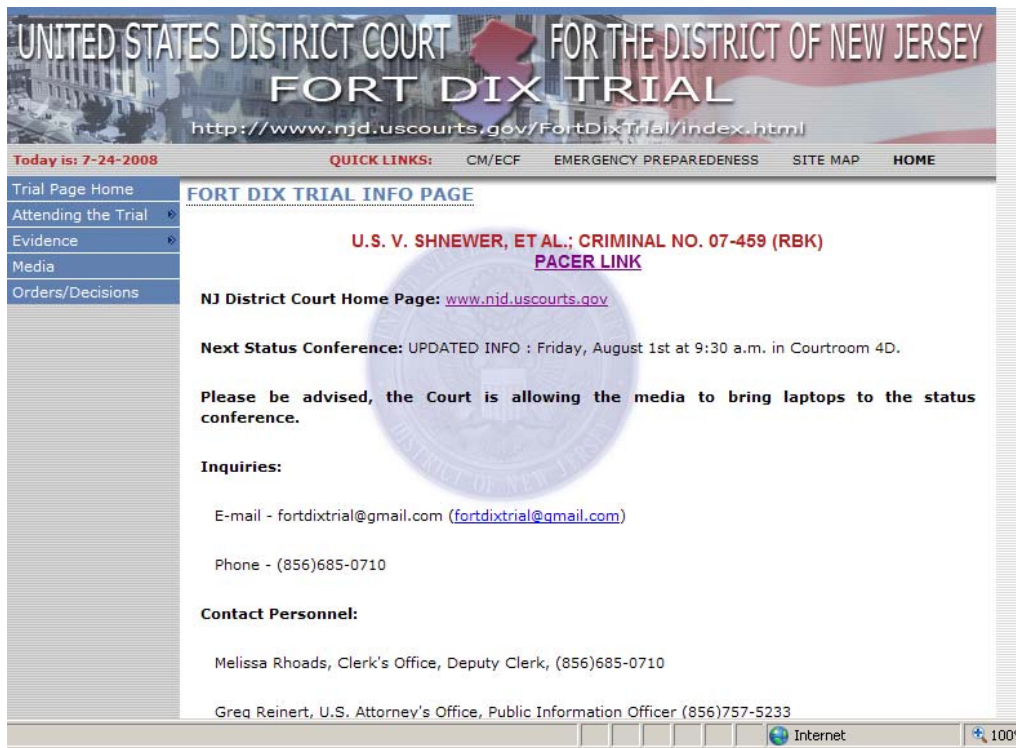 UNITED STATES DISTRICT COURT FOR THE DISTRICT OF NEW JERSEY
FORT DIX TRIAL
http://www.njd.uscourts.gov/FortDixTrial/index.html
Today is: 7-24-2008 QUICK LINKS: CM/ECF EMERGENCY PREPAREDENESS SITE MAP HOME
Trial Page Home
Attending the Trial
Evidence
Media
Orders/Decisions
FORT DIX TRIAL INFO PAGE
U.S. V. SHNEWER, ET AL.; CRIMINAL NO. 07-459 (RBK)
PACER LINK
NJ District Court Home Page: www.njd.uscourts.gov
Next Status Conference: UPDATED INFO : Friday, August 1st at 9:30 a.m. in Courtroom 4D.
Please be advised, the Court is allowing the media to bring laptops to the status
conference.
Inquiries:
E-mail - fortdixtrial@gmail.com (fortdixtrial@gmail.com)
Phone - (856)685-0710
Contact Personnel:
Melissa Rhoads, Clerk's Office, Deputy Clerk, (856)685-0710
Greg Reinert, U.S. Attorney's Office, Public Information Officer (856)757-5233
DISTRICT OF NEW JERSEY
Internet 100%